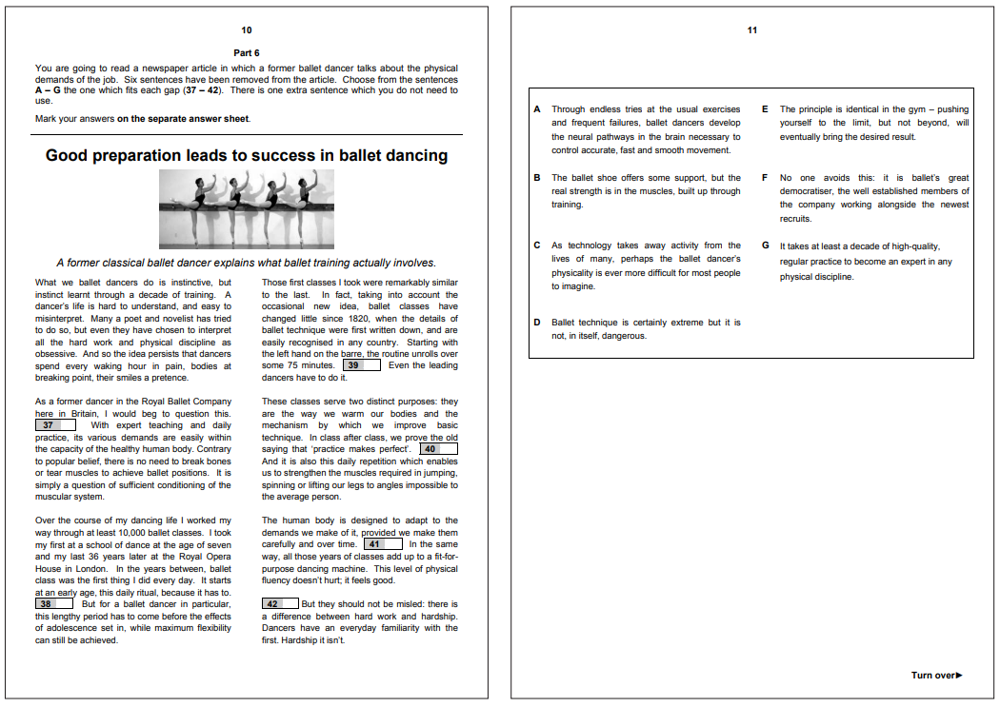 10
Part 6
You are going to read a newspaper article in which a former ballet dancer talks about the physical
demands of the job. Six sentences have been removed from the article. Choose from the sentences
A – G the one which fits each gap (37 – 42). There is one extra sentence which you do not need to
use.
Mark your answers on the separate answer sheet.
Good preparation leads to success in ballet dancing
A former classical ballet dancer explains what ballet training actually involves.
What we ballet dancers do is instinctive, but
instinct learnt through a decade of training. A
dancer's life is hard to understand, and easy to
misinterpret. Many a poet and novelist has tried
to do so, but even they have chosen to interpret
all the hard work and physical discipline as
obsessive. And so the idea persists that dancers
spend every waking hour in pain, bodies at
breaking point, their smiles a pretence.
As a former dancer in the Royal Ballet Company
here in Britain, I would beg to question this.
37 With expert teaching and daily
practice, its various demands are easily within
the capacity of the healthy human body. Contrary
to popular belief, there is no need to break bones
or tear muscles to achieve ballet positions. It is
simply a question of sufficient conditioning of the
muscular system.
Over the course of my dancing life I worked my
way through at least 10,000 ballet classes. I took
my first at a school of dance at the age of seven
and my last 36 years later at the Royal Opera
House in London. In the years between, ballet
class was the first thing I did every day. It starts
at an early age, this daily ritual, because it has to.
38 But for a ballet dancer in particular,
this lengthy period has to come before the effects
of adolescence set in, while maximum flexibility
can still be achieved.
Those first classes I took were remarkably similar
to the last. In fact, taking into account the
occasional new idea, ballet classes have
changed little since 1820, when the details of
ballet technique were first written down, and are
easily recognised in any country. Starting with
the left hand on the barre, the routine unrolls over
some 75 minutes. 39 Even the leading
dancers have to do it.
These classes serve two distinct purposes: they
are the way we warm our bodies and the
mechanism by which we improve basic
technique. In class after class, we prove the old
saying that 'practice makes perfect'. 40
And it is also this daily repetition which enables
us to strengthen the muscles required in jumping,
spinning or lifting our legs to angles impossible to
the average person.
The human body is designed to adapt to the
demands we make of it, provided we make them
carefully and over time. 41 In the same
way, all those years of classes add up to a fit-for-
purpose dancing machine. This level of physical
fluency doesn't hurt; it feels good.
42 But they should not be misled: there is
a difference between hard work and hardship.
Dancers have an everyday familiarity with the
first. Hardship it isn't.
11
A Through endless tries at the usual exercises
and frequent failures, ballet dancers develop
the neural pathways in the brain necessary to
control accurate, fast and smooth movement.
B The ballet shoe offers some support, but the
real strength is in the muscles, built up through
training.
C As technology takes away activity from the
lives of many, perhaps the ballet dancer's
physicality is ever more difficult for most people
to imagine.
D Ballet technique is certainly extreme but it is
not, in itself, dangerous.
E The principle is identical in the gym – pushing
yourself to the limit, but not beyond, will
eventually bring the desired result.
F No one avoids this: it is ballet's great
democratiser, the well established members of
the company working alongside the newest
recruits.
G It takes at least a decade of high-quality,
regular practice to become an expert in any
physical discipline.
Turn over►